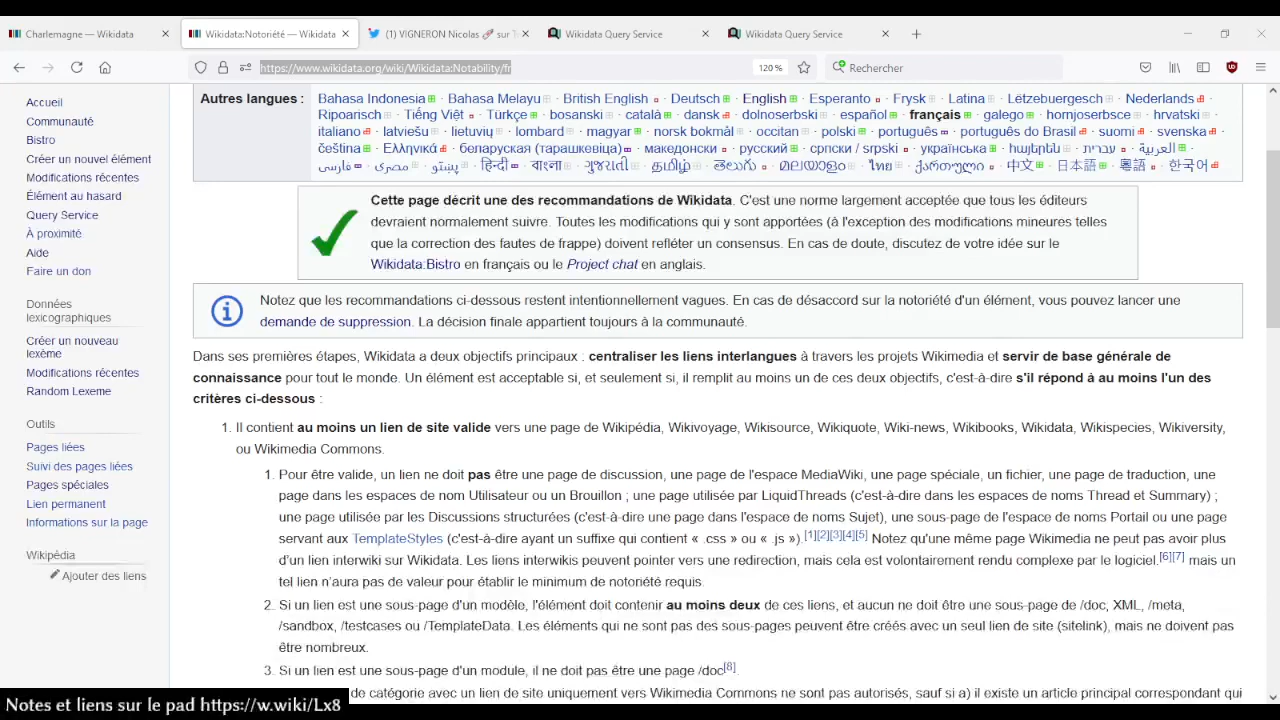 Charlemagne — Wikidata
Wikidata:Notoriété — Wikidata
(1) VIGNERON Nicolas 🚀 sur T
Wikidata Query Service
Wikidata Query Service
https://www.wikidata.org/wiki/Wikidata:Notability/fr
120 %
Rechercher
Accueil
Communauté
Bistro
Créer un nouvel élément
Modifications récentes
Élément au hasard
Query Service
À proximité
Aide
Faire un don
Données
lexicographiques
Créer un nouveau
lexème
Modifications récentes
Random Lexeme
Outils
Pages liées
Suivi des pages liées
Pages spéciales
Lien permanent
Informations sur la page
Wikipédia
Ajouter des liens
Autres langues :
Bahasa Indonesia · Bahasa Melayu · British English · Deutsch · English · Esperanto · Frysk · Latina · Lëtzebuergesch · Nederlands ·
Ripoarisch · Tiếng Việt · Türkçe · bosanski · català · dansk · dolnoserbski · español · français · galego · hornjoserbsce · hrvatski ·
italiano · latviešu · lietuvių · lombard · magyar · norsk bokmål · occitan · polski · português · português do Brasil · suomi · svenska ·
čeština · Ελληνικά · беларуская (тарашкевіца) · македонски · русский · српски / srpski · українська · հայերեն · עברית · العربية ·
فارسی · مصرى · پښتو · हिन्दी · বাংলা · ગુજરાતી · தமிழ் · తెలుగు · മലയാളം · ไทย · ქართული · 中文 · 日本語 · 粵語 · 한국어
Cette page décrit une des recommandations de Wikidata. C'est une norme largement acceptée que tous les éditeurs
devraient normalement suivre. Toutes les modifications qui y sont apportées (à l'exception des modifications mineures telles
que la correction des fautes de frappe) doivent refléter un consensus. En cas de doute, discutez de votre idée sur le
Wikidata:Bistro en français ou le Project chat en anglais.
Notez que les recommandations ci-dessous restent intentionnellement vagues. En cas de désaccord sur la notoriété d'un élément, vous pouvez lancer une
demande de suppression. La décision finale appartient toujours à la communauté.
Dans ses premières étapes, Wikidata a deux objectifs principaux : centraliser les liens interlangues à travers les projets Wikimedia et servir de base générale de
connaissance pour tout le monde. Un élément est acceptable si, et seulement si, il remplit au moins un de ces deux objectifs, c'est-à-dire s'il répond à au moins l'un des
critères ci-dessous :
1. Il contient au moins un lien de site valide vers une page de Wikipédia, Wikivoyage, Wikisource, Wikiquote, Wiki-news, Wikibooks, Wikidata, Wikispecies, Wikiversity,
ou Wikimedia Commons.
1. Pour être valide, un lien ne doit pas être une page de discussion, une page de l'espace MediaWiki, une page spéciale, un fichier, une page de traduction, une
page dans les espaces de nom Utilisateur ou un Brouillon ; une page utilisée par LiquidThreads (c'est-à-dire dans les espaces de noms Thread et Summary) ;
une page utilisée par les Discussions structurées (c'est-à-dire une page dans l'espace de noms Sujet), une sous-page de l'espace de noms Portail ou une page
servant aux TemplateStyles (c'est-à-dire ayant un suffixe qui contient « .css » ou « .js »).[1][2][3][4][5] Notez qu'une même page Wikimedia ne peut pas avoir plus
d'un lien interwiki sur Wikidata. Les liens interwikis peuvent pointer vers une redirection, mais cela est volontairement rendu complexe par le logiciel.[6][7] mais un
tel lien n'aura pas de valeur pour établir le minimum de notoriété requis.
2. Si un lien est une sous-page d'un modèle, l'élément doit contenir au moins deux de ces liens, et aucun ne doit être une sous-page de /doc, XML, /meta,
/sandbox, /testcases ou /TemplateData. Les éléments qui ne sont pas des sous-pages peuvent être créés avec un seul lien de site (sitelink), mais ne doivent pas
être nombreux.
3. Si un lien est une sous-page d'un module, il ne doit pas être une page /doc[8].
de catégorie avec un lien de site uniquement vers Wikimedia Commons ne sont pas autorisés, sauf si a) il existe un article principal correspondant qui
Notes et liens sur le pad https://w.wiki/Lx8